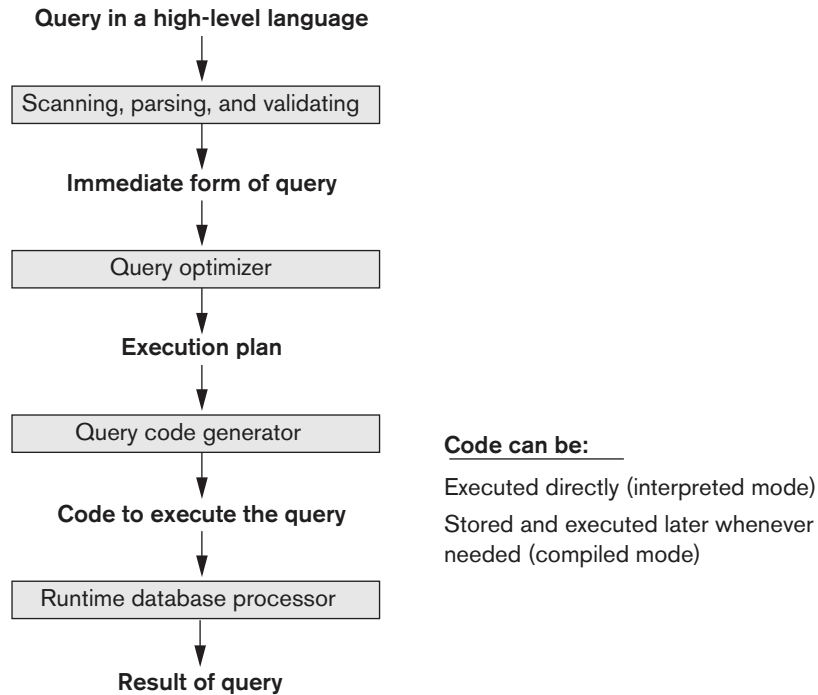 Query in a high-level language
Scanning, parsing, and validating
Immediate form of query
Query optimizer
Execution plan
Query code generator
Code can be:
Executed directly (interpreted mode)
Stored and executed later whenever
needed (compiled mode)
Code to execute the query
Runtime database processor
Result of query